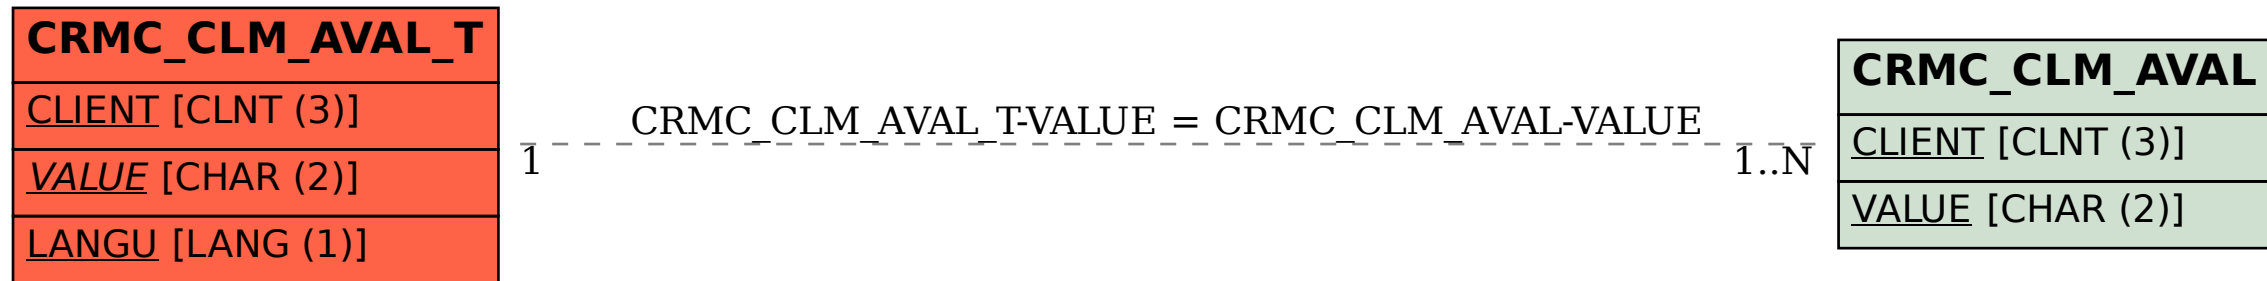 CRMC_CLM_AVAL_T
CLIENT [CLNT (3)]
VALUE [CHAR (2)]
LANGU [LANG (1)]
CRMC_CLM_AVAL_T-VALUE = CRMC_CLM_AVAL-VALUE
1
1..N
CRMC_CLM_AVAL
CLIENT [CLNT (3)]
VALUE [CHAR (2)]